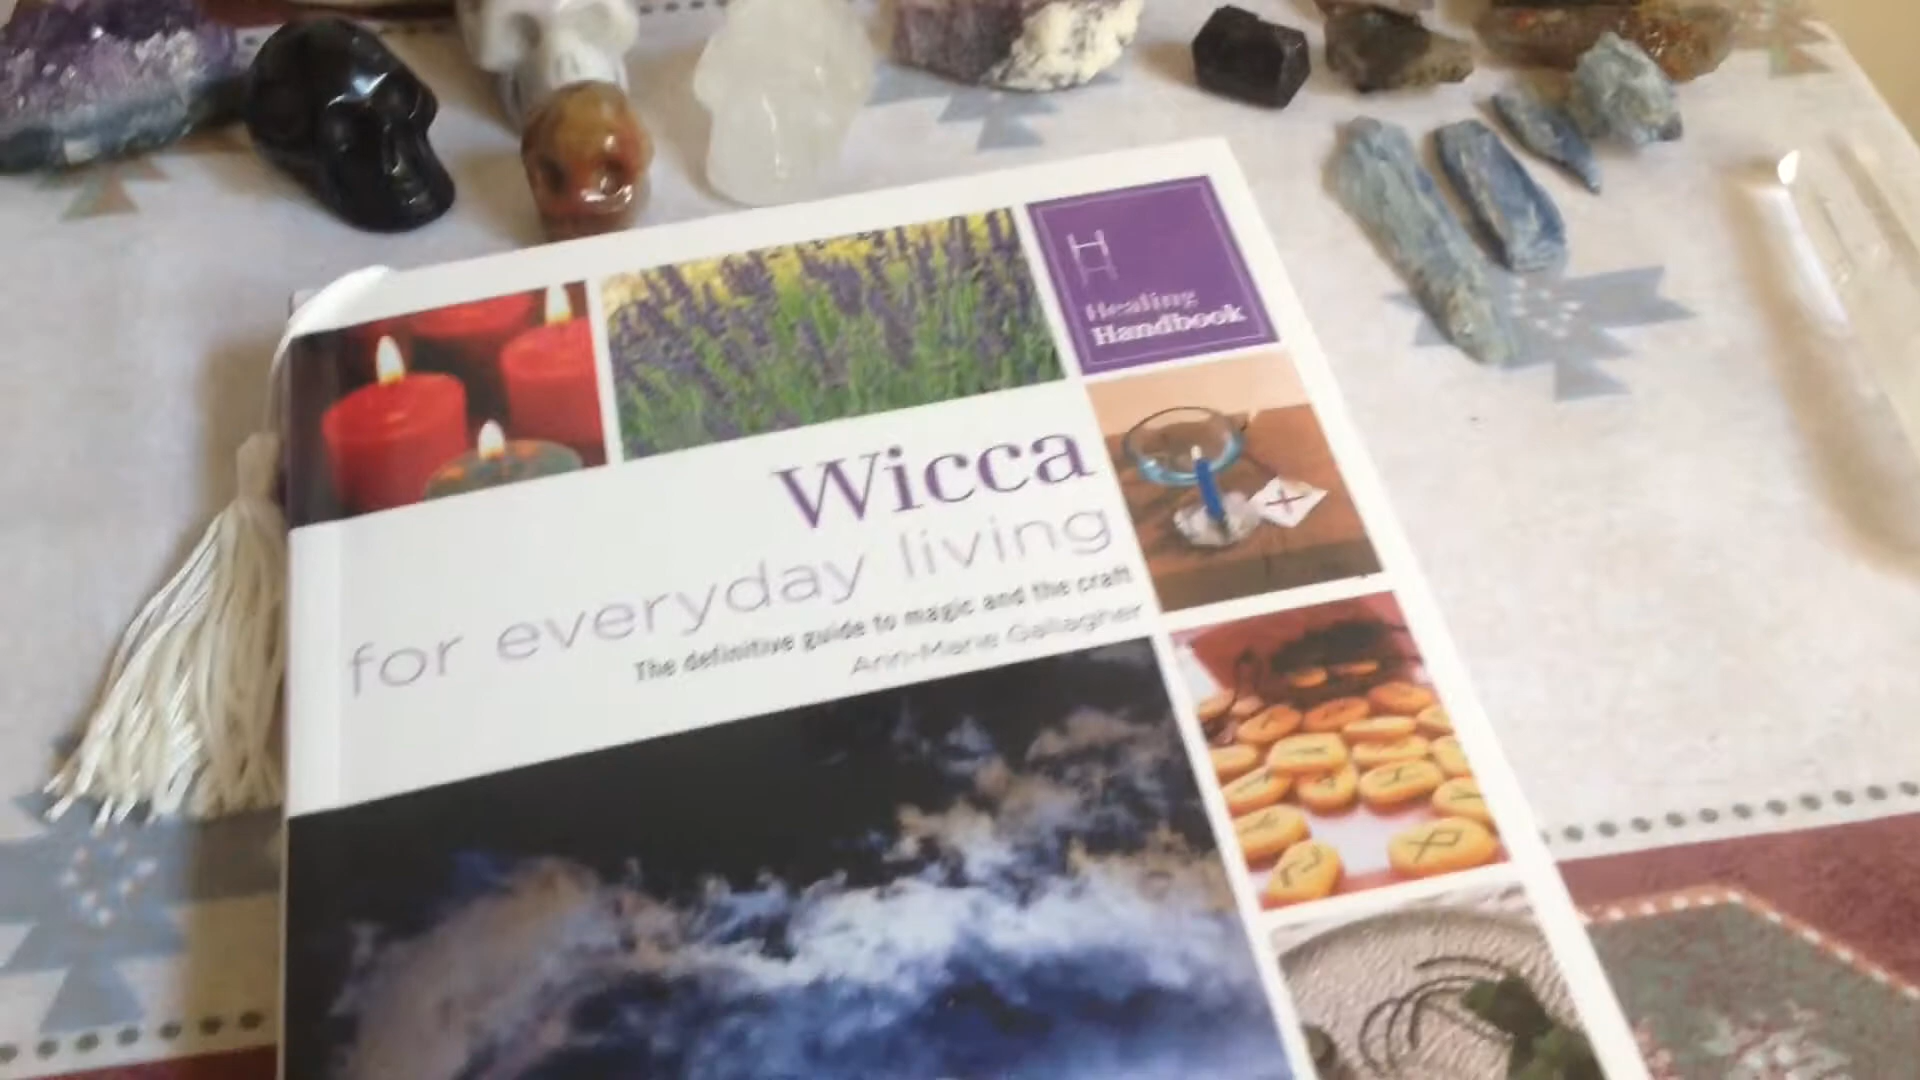 H
Healing
Handbook
Wicca
for everyday living
The definitive guide to magic and the craft
Ann-Marie Gallagher